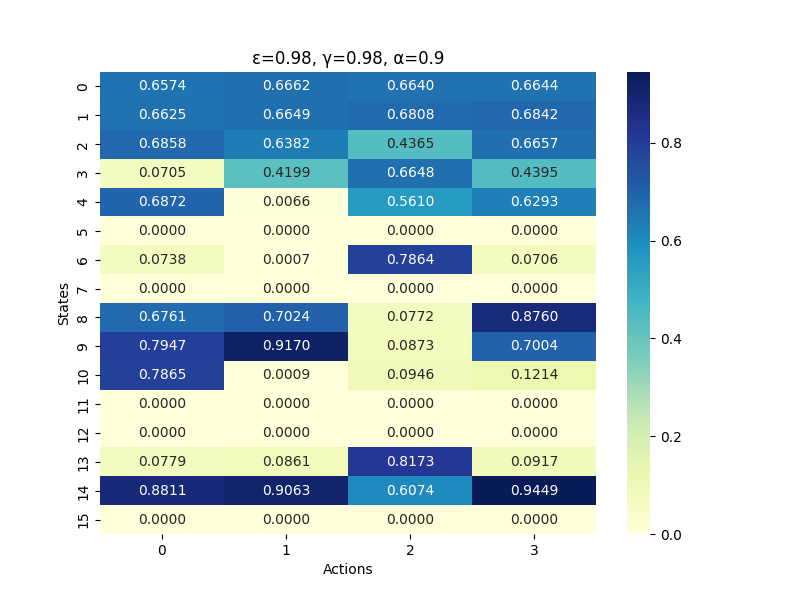 ε=0.98, γ=0.98, α=0.9
0 0.6574 0.6662 0.6640 0.6644
1 0.6625 0.6649 0.6808 0.6842
2 0.6858 0.6382 0.4365 0.6657
3 0.0705 0.4199 0.6648 0.4395
4 0.6872 0.0066 0.5610 0.6293
5 0.0000 0.0000 0.0000 0.0000
6 0.0738 0.0007 0.7864 0.0706
7 0.0000 0.0000 0.0000 0.0000
8 0.6761 0.7024 0.0772 0.8760
9 0.7947 0.9170 0.0873 0.7004
10 0.7865 0.0009 0.0946 0.1214
11 0.0000 0.0000 0.0000 0.0000
12 0.0000 0.0000 0.0000 0.0000
13 0.0779 0.0861 0.8173 0.0917
14 0.8811 0.9063 0.6074 0.9449
15 0.0000 0.0000 0.0000 0.0000
0 1 2 3
Actions
States
0.8
0.6
0.4
0.2
0.0